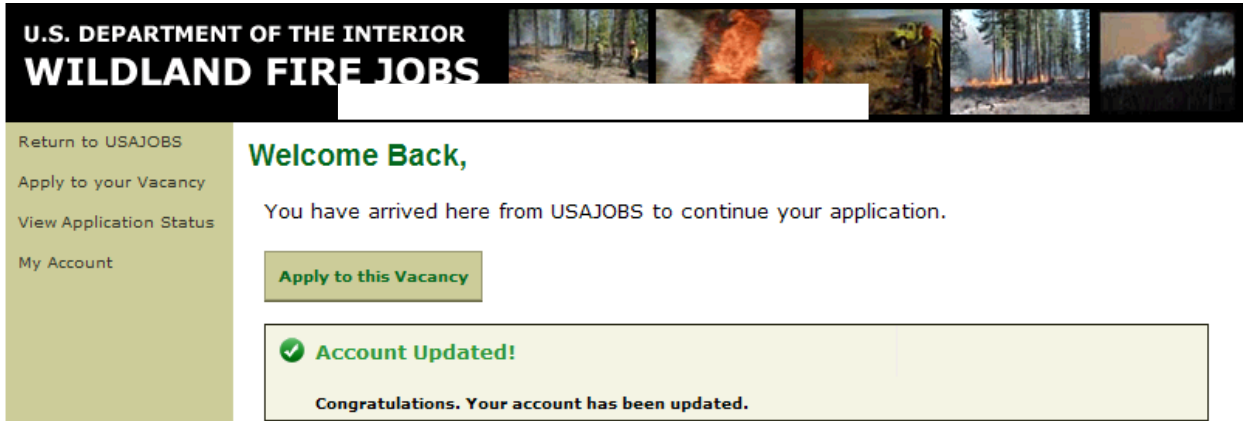 U.S. DEPARTMENT OF THE INTERIOR
WILDLAND FIRE JOBS
Return to USAJOBS
Apply to your Vacancy
View Application Status
My Account
Welcome Back,
You have arrived here from USAJOBS to continue your application.
Apply to this Vacancy
Account Updated!
Congratulations. Your account has been updated.